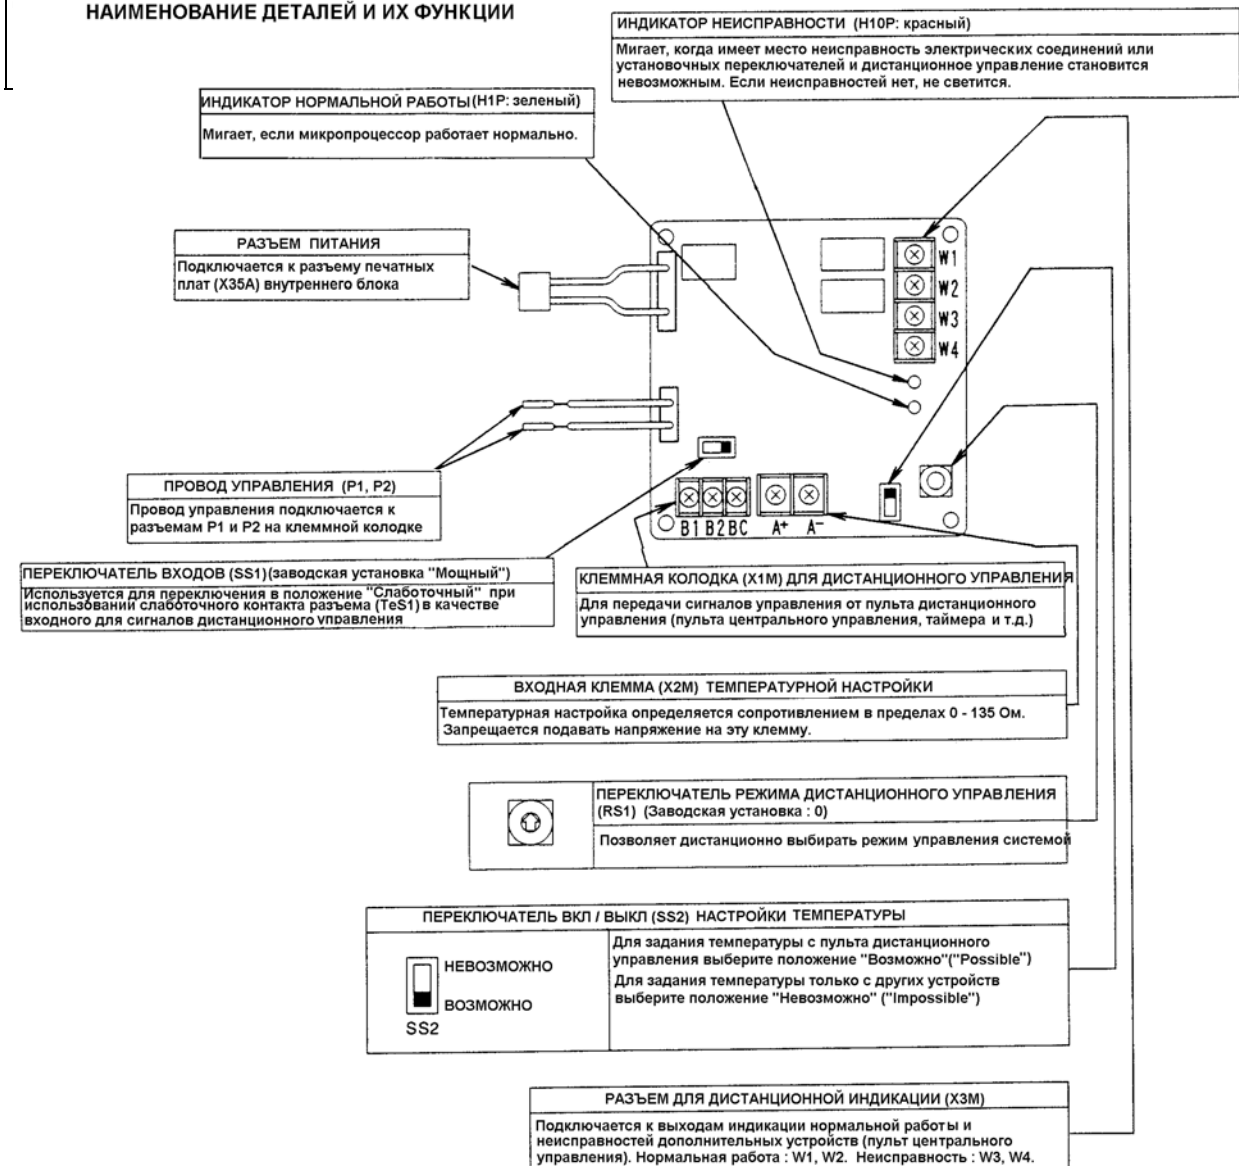 НАИМЕНОВАНИЕ ДЕТАЛЕЙ И ИХ ФУНКЦИИ
ИНДИКАТОР НЕИСПРАВНОСТИ (H10P: красный)
Мигает, когда имеет место неисправность электрических соединений или
установочных переключателей и дистанционное управление становится
невозможным. Если неисправностей нет, не светится.
ИНДИКАТОР НОРМАЛЬНОЙ РАБОТЫ (H1P: зеленый)
Мигает, если микропроцессор работает нормально.
РАЗЪЕМ ПИТАНИЯ
Подключается к разъему печатных
плат (X35A) внутреннего блока
W1
W2
W3
W4
ПРОВОД УПРАВЛЕНИЯ (P1, P2)
Провод управления подключается к
разъемам P1 и P2 на клеммной колодке
B1 B2 BC A+ A-
ПЕРЕКЛЮЧАТЕЛЬ ВХОДОВ (SS1)(заводская установка "Мощный")
Используется для переключения в положение "Слаботочный" при
использовании слаботочного контакта разъема (TeS1) в качестве
входного для сигналов дистанционного управления
КЛЕММНАЯ КОЛОДКА (X1M) ДЛЯ ДИСТАНЦИОННОГО УПРАВЛЕНИЯ
Для передачи сигналов управления от пульта дистанционного
управления (пульта центрального управления, таймера и т.д.)
ВХОДНАЯ КЛЕММА (X2M) ТЕМПЕРАТУРНОЙ НАСТРОЙКИ
Температурная настройка определяется сопротивлением в пределах 0 - 135 Ом.
Запрещается подавать напряжение на эту клемму.
ПЕРЕКЛЮЧАТЕЛЬ РЕЖИМА ДИСТАНЦИОННОГО УПРАВЛЕНИЯ
(RS1) (Заводская установка : 0)
Позволяет дистанционно выбирать режим управления системой
ПЕРЕКЛЮЧАТЕЛЬ ВКЛ / ВЫКЛ (SS2) НАСТРОЙКИ ТЕМПЕРАТУРЫ
НЕВОЗМОЖНО
ВОЗМОЖНО
SS2
Для задания температуры с пульта дистанционного
управления выберите положение "Возможно"("Possible")
Для задания температуры только с других устройств
выберите положение "Невозможно" ("Impossible")
РАЗЪЕМ ДЛЯ ДИСТАНЦИОННОЙ ИНДИКАЦИИ (X3M)
Подключается к выходам индикации нормальной работы и
неисправностей дополнительных устройств (пульт центрального
управления). Нормальная работа : W1, W2. Неисправность : W3, W4.